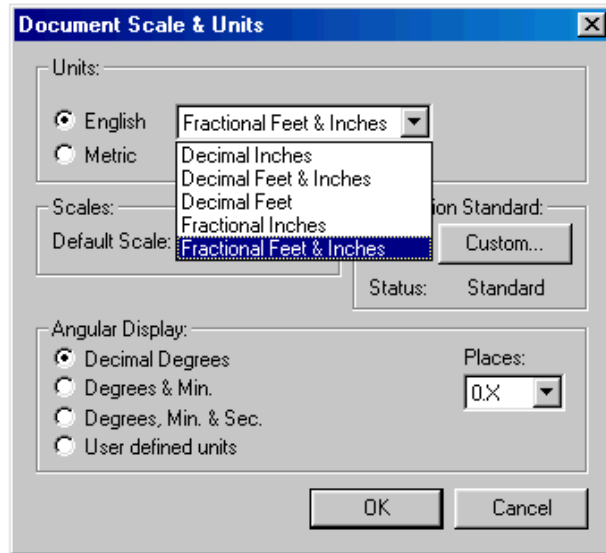 Document Scale & Units
Units:
English
Fractional Feet & Inches
Metric
Decimal Inches
Decimal Feet & Inches
Decimal Feet
Fractional Inches
Fractional Feet & Inches
Scales:
Default Scale:
ion Standard:
Custom...
Status: Standard
Angular Display:
Decimal Degrees
Degrees & Min.
Degrees, Min. & Sec.
User defined units
Places:
0.X
OK
Cancel